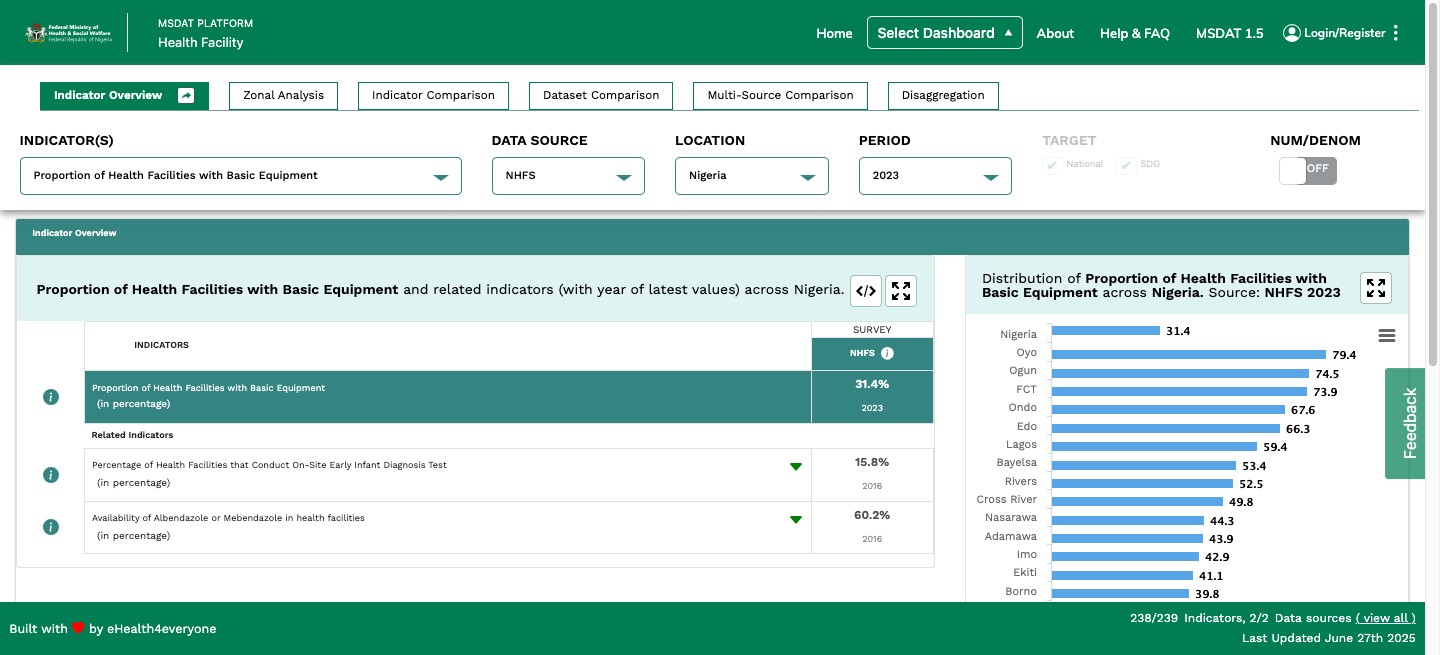 Federal Ministry of
Health & Social Welfare
Federal Republic of Nigeria
MSDAT PLATFORM
Health Facility
Home
Select Dashboard
About
Help & FAQ
MSDAT 1.5
Login/Register
Indicator Overview
Zonal Analysis
Indicator Comparison
Dataset Comparison
Multi-Source Comparison
Disaggregation
INDICATOR(S)
Proportion of Health Facilities with Basic Equipment
DATA SOURCE
NHFS
LOCATION
Nigeria
PERIOD
2023
TARGET
National
SDG
NUM/DENOM
OFF
Indicator Overview
Proportion of Health Facilities with Basic Equipment and related indicators (with year of latest values) across Nigeria.
INDICATORS
SURVEY
NHFS
Proportion of Health Facilities with Basic Equipment
(in percentage)
31.4%
2023
Related Indicators
Percentage of Health Facilities that Conduct On-Site Early Infant Diagnosis Test
(in percentage)
15.8%
2016
Availability of Albendazole or Mebendazole in health facilities
(in percentage)
60.2%
2016
Distribution of Proportion of Health Facilities with
Basic Equipment across Nigeria. Source: NHFS 2023
Nigeria 31.4
Oyo 79.4
Ogun 74.5
FCT 73.9
Ondo 67.6
Edo 66.3
Lagos 59.4
Bayelsa 53.4
Rivers 52.5
Cross River 49.8
Nasarawa 44.3
Adamawa 43.9
Imo 42.9
Ekiti 41.1
Borno 39.8
Feedback
Built with ❤ by eHealth4everyone
238/239 Indicators, 2/2 Data sources ( view all )
Last Updated June 27th 2025